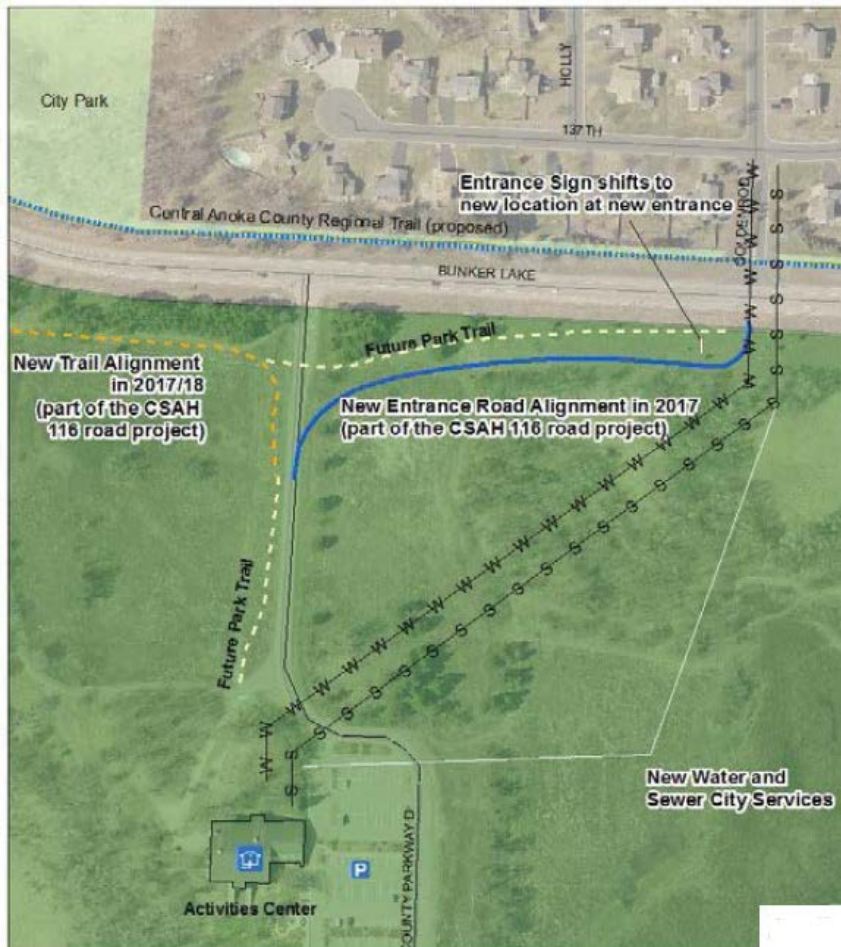 City Park
HOLLY
137TH
Entrance Sign shifts to
new location at new entrance
GOLDENROD
Central Anoka County Regional Trail (proposed)
BUNKER LAKE
Future Park Trail
New Trail Alignment
in 2017/18
(part of the CSAH
116 road project)
New Entrance Road Alignment in 2017
(part of the CSAH 116 road project)
W W W W W W W W W W W W W W W W W W W W W W W W W
S S S S S S S S S S S S S S S S S S S S S S S S S
Future Park Trail
New Water and
Sewer City Services
COUNTY PARKWAY D
P
Activities Center